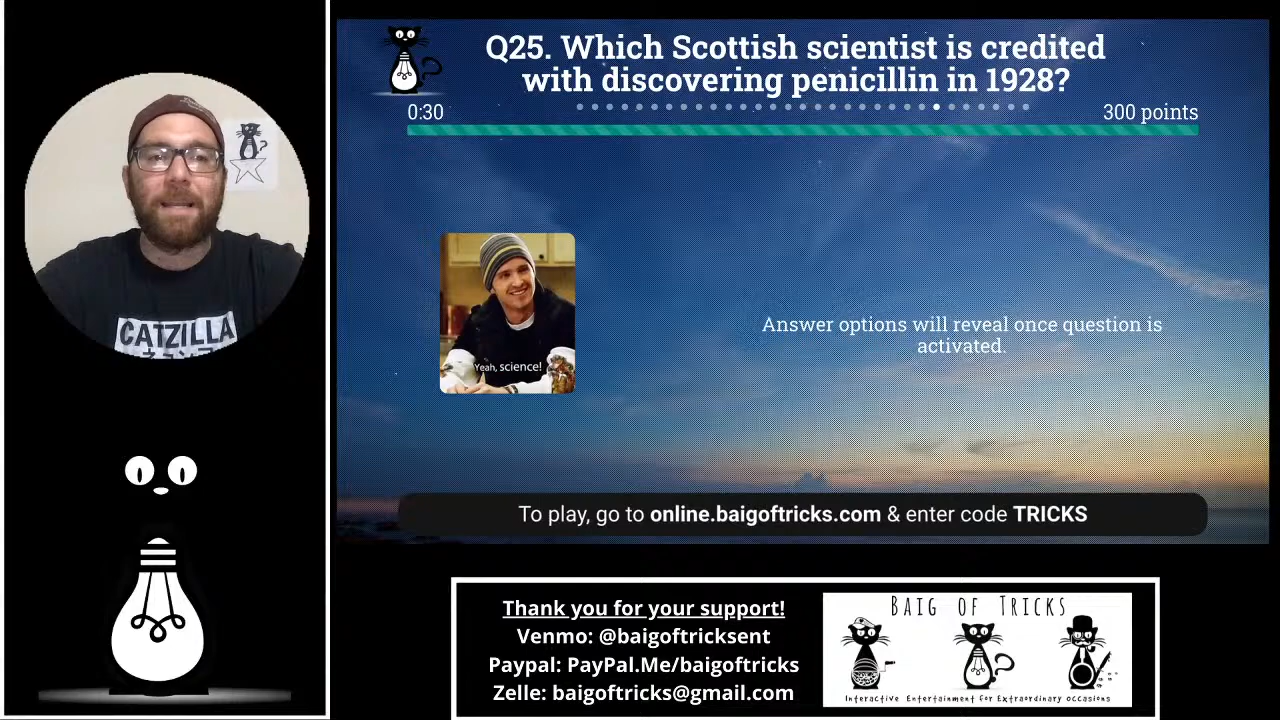 Q25. Which Scottish scientist is credited
with discovering penicillin in 1928?
0:30
300 points
CATZILLA
Yeah, science!
Answer options will reveal once question is
activated.
To play, go to online.baigoftricks.com & enter code TRICKS
Thank you for your support!
Venmo: @baigoftricksent
Paypal: PayPal.Me/baigoftricks
Zelle: baigoftricks@gmail.com
BAIG OF TRICKS
Interactive Entertainment for Extraordinary occasions